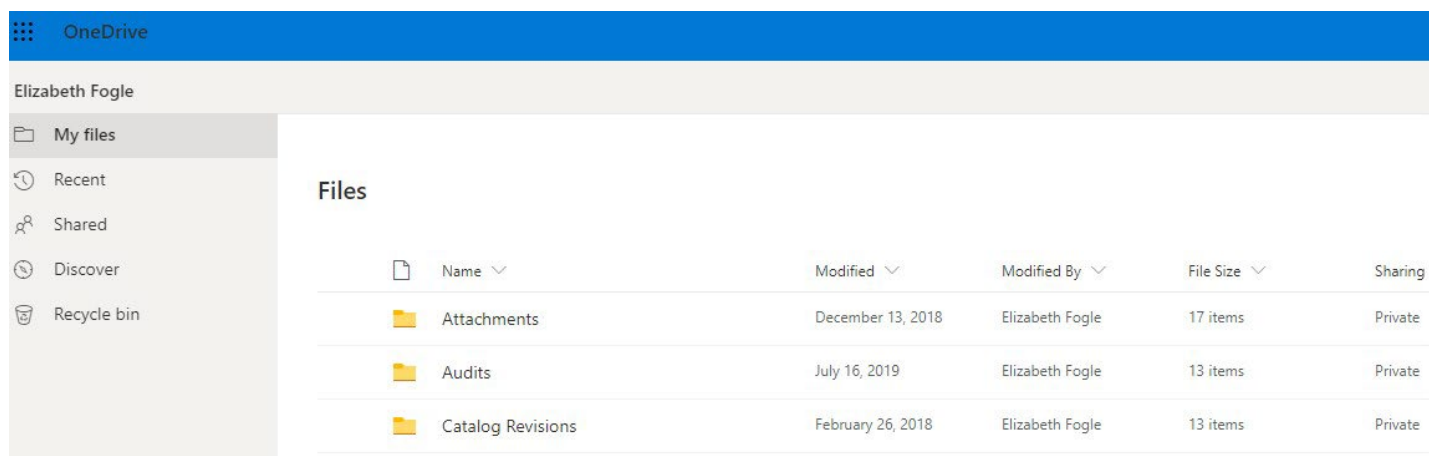 OneDrive
Elizabeth Fogle
My files
Recent
Shared
Discover
Recycle bin
Files
Name Modified Modified By File Size Sharing
Attachments December 13, 2018 Elizabeth Fogle 17 items Private
Audits July 16, 2019 Elizabeth Fogle 13 items Private
Catalog Revisions February 26, 2018 Elizabeth Fogle 13 items Private